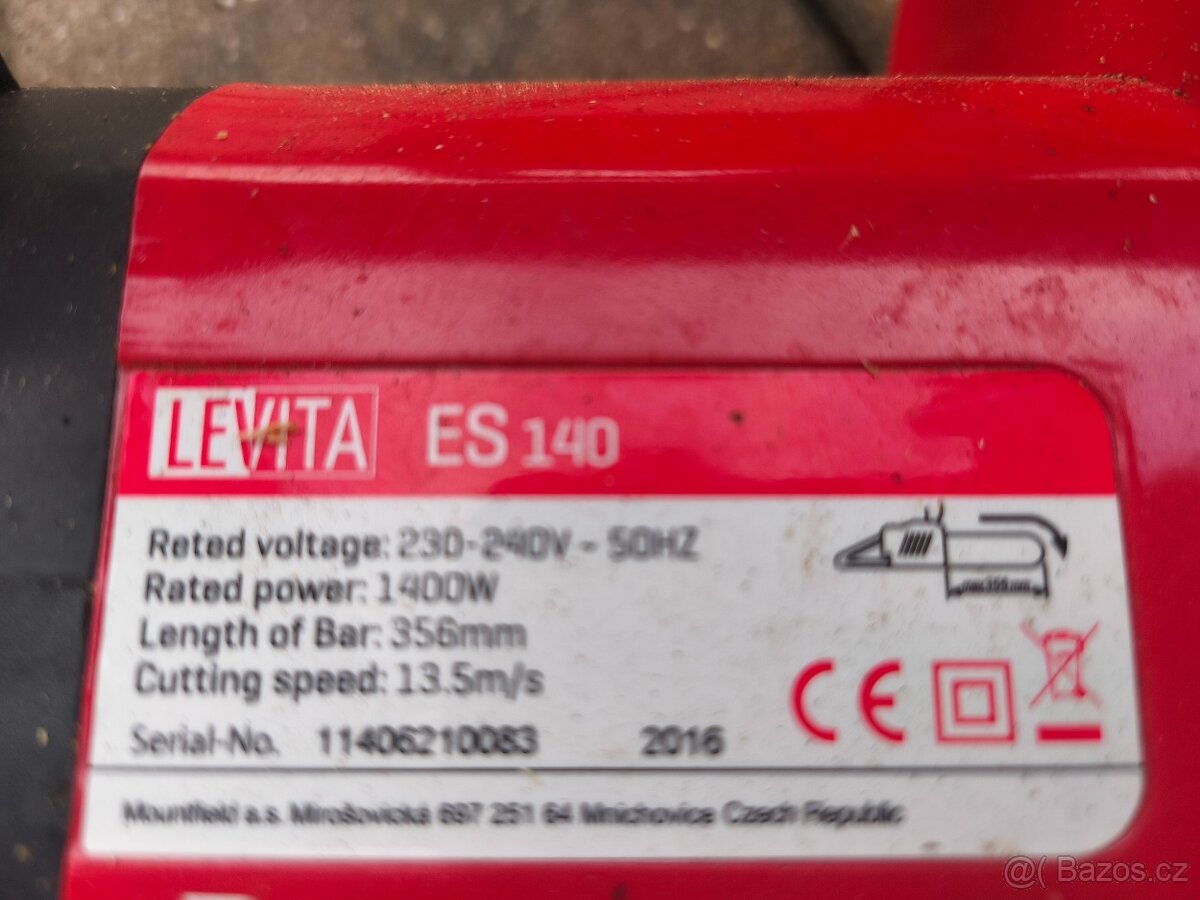 LEVITA ES 140
Reted voltage: 230-240V ~ 50HZ
Rated power: 1400W
Length of Bar: 356mm
Cutting speed: 13.5m/s
max356mm
Serial-No. 11406210083 2016
Mountfield a.s. Mirošovická 697 251 64 Mnichovice Czech Republic
@( Bazos.cz